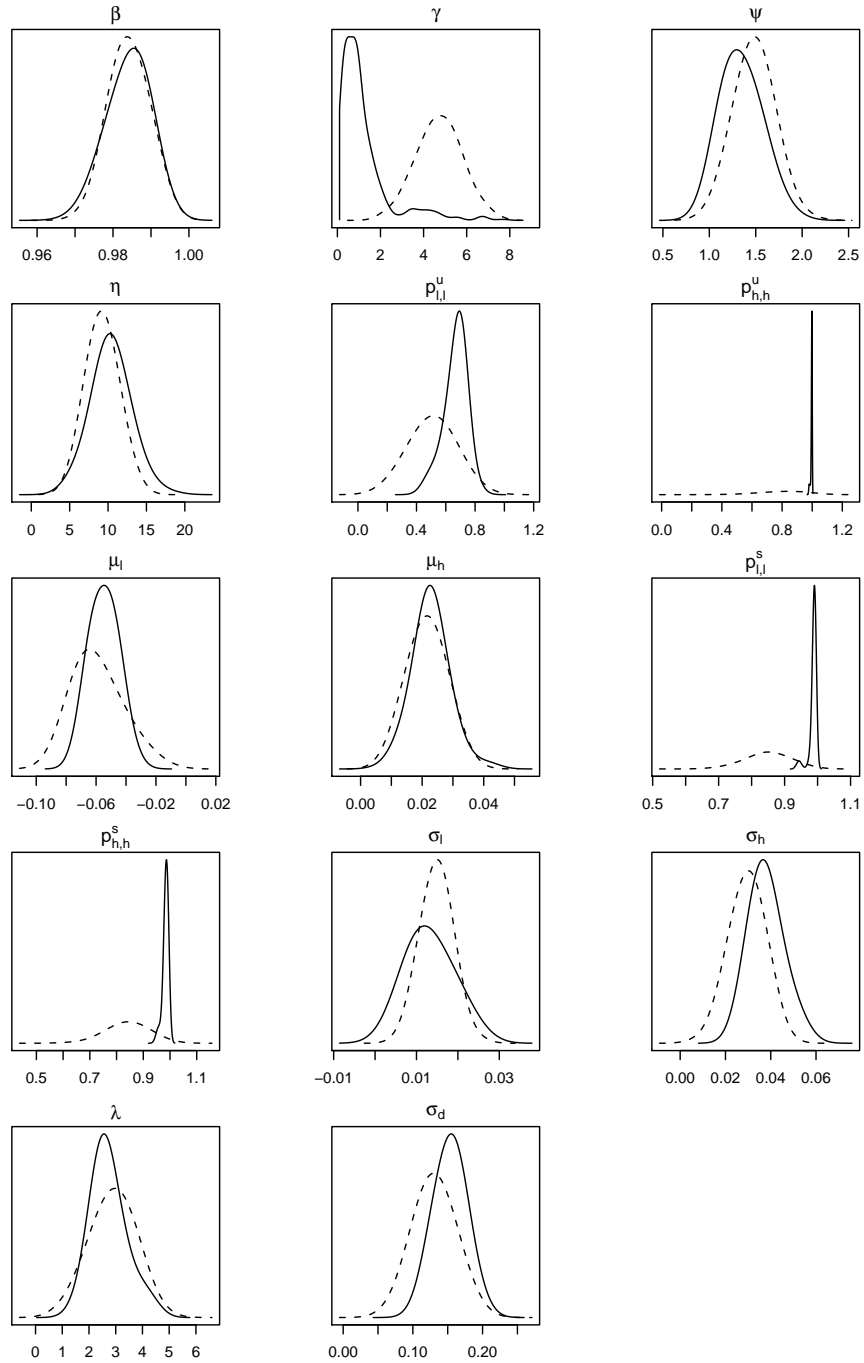 β γ ψ
0.96 0.98 1.00 0 2 4 6 8 0.5 1.0 1.5 2.0 2.5
η p^u_{l,l} p^u_{h,h}
0 5 10 15 20 0.0 0.4 0.8 1.2 0.0 0.4 0.8 1.2
μ_l μ_h p^s_{l,l}
−0.10 −0.06 −0.02 0.02 0.00 0.02 0.04 0.5 0.7 0.9 1.1
p^s_{h,h} σ_l σ_h
0.5 0.7 0.9 1.1 −0.01 0.01 0.03 0.00 0.02 0.04 0.06
λ σ_d
0 1 2 3 4 5 6 0.00 0.10 0.20